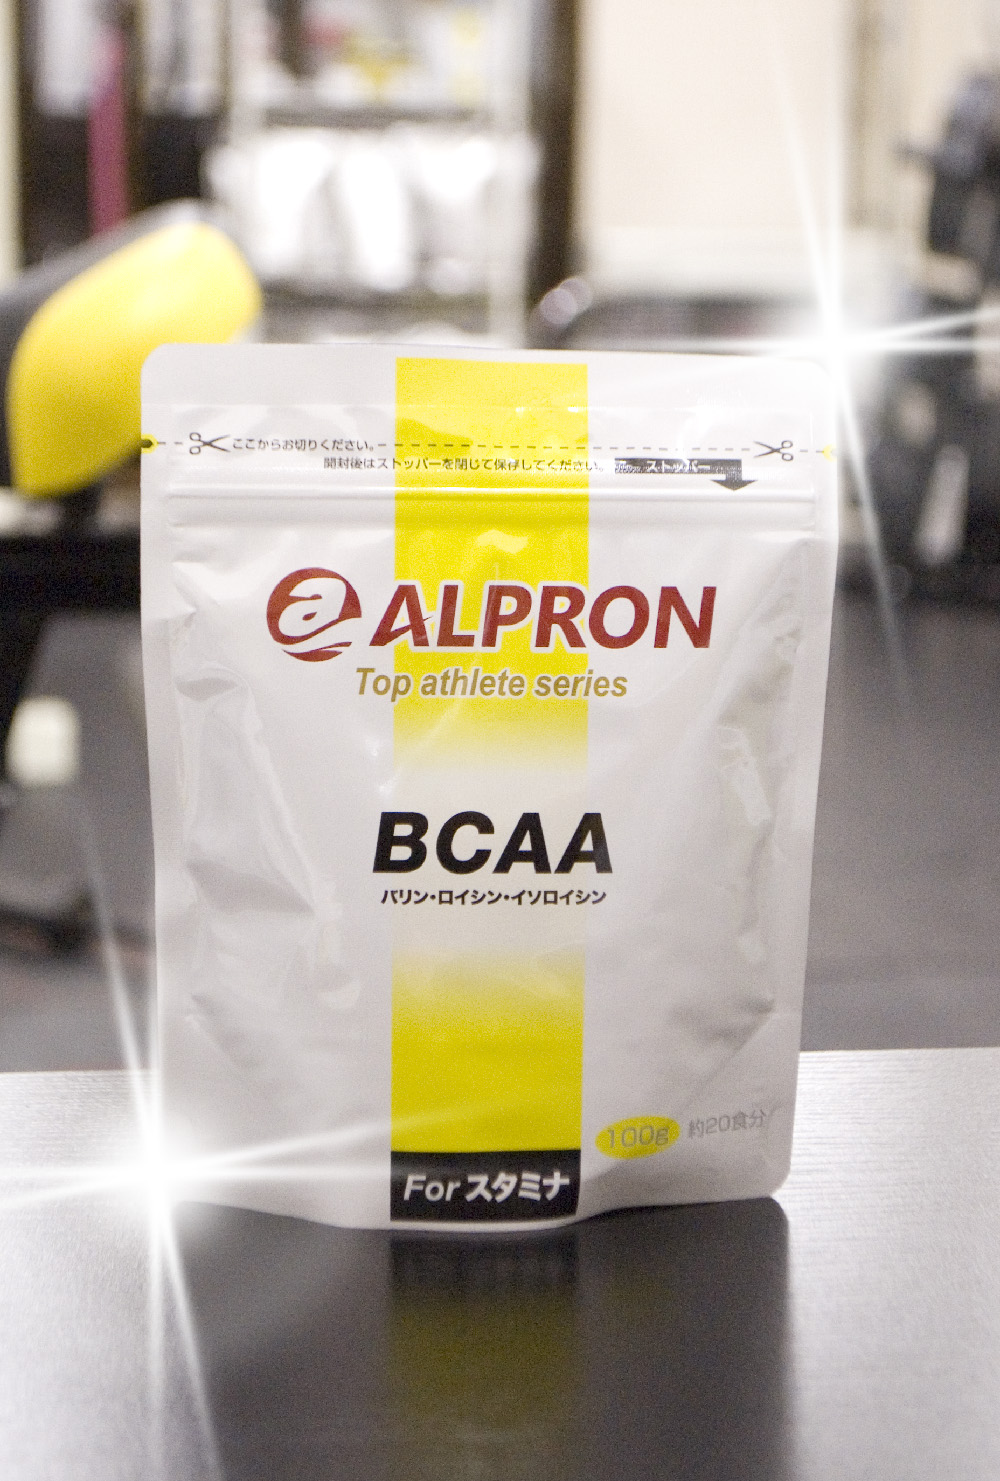 ここからお切りください。
開封後はストッパーを閉じて保存してください。 ストッパー
ALPRON
Top athlete series
BCAA
バリン・ロイシン・イソロイシン
100g 約20食分
For スタミナ